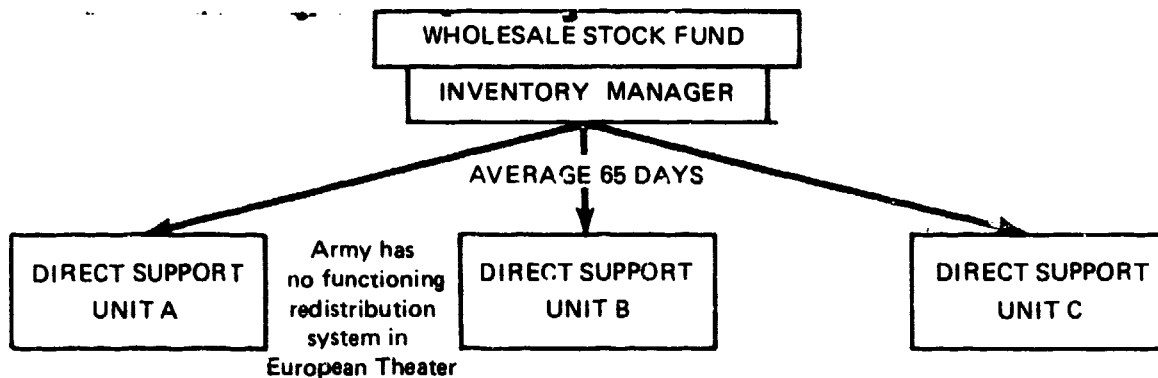 WHOLESALE STOCK FUND
INVENTORY MANAGER
AVERAGE 65 DAYS
DIRECT SUPPORT
UNIT A
Army has
no functioning
redistribution
system in
European Theater
DIRECT SUPPORT
UNIT B
DIRECT SUPPORT
UNIT C